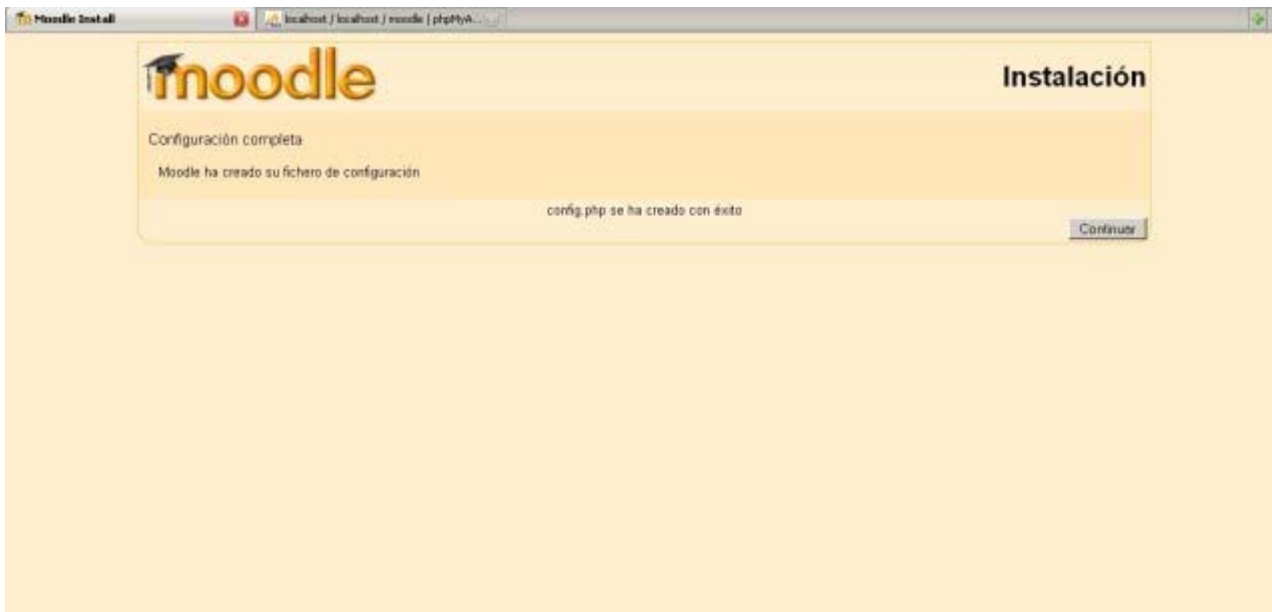 Moodle Install
localhost / localhost / moodle | phpMyA...
moodle
Instalación
Configuración completa
Moodle ha creado su fichero de configuración
config.php se ha creado con éxito
Continuar